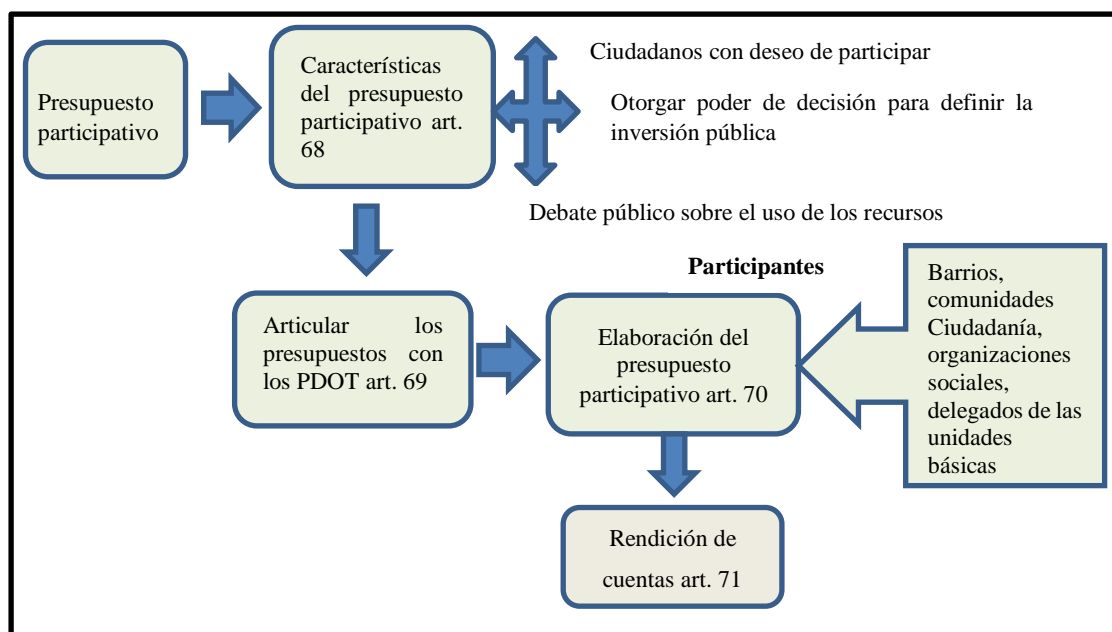 Presupuesto
participativo
Características
del presupuesto
participativo art.
68
Ciudadanos con deseo de participar
Otorgar poder de decisión para definir la
inversión pública
Debate público sobre el uso de los recursos
Participantes
Articular los
presupuestos con
los PDOT art. 69
Elaboración del
presupuesto
participativo art. 70
Barrios,
comunidades
Ciudadanía,
organizaciones
sociales,
delegados de las
unidades
básicas
Rendición de
cuentas art. 71